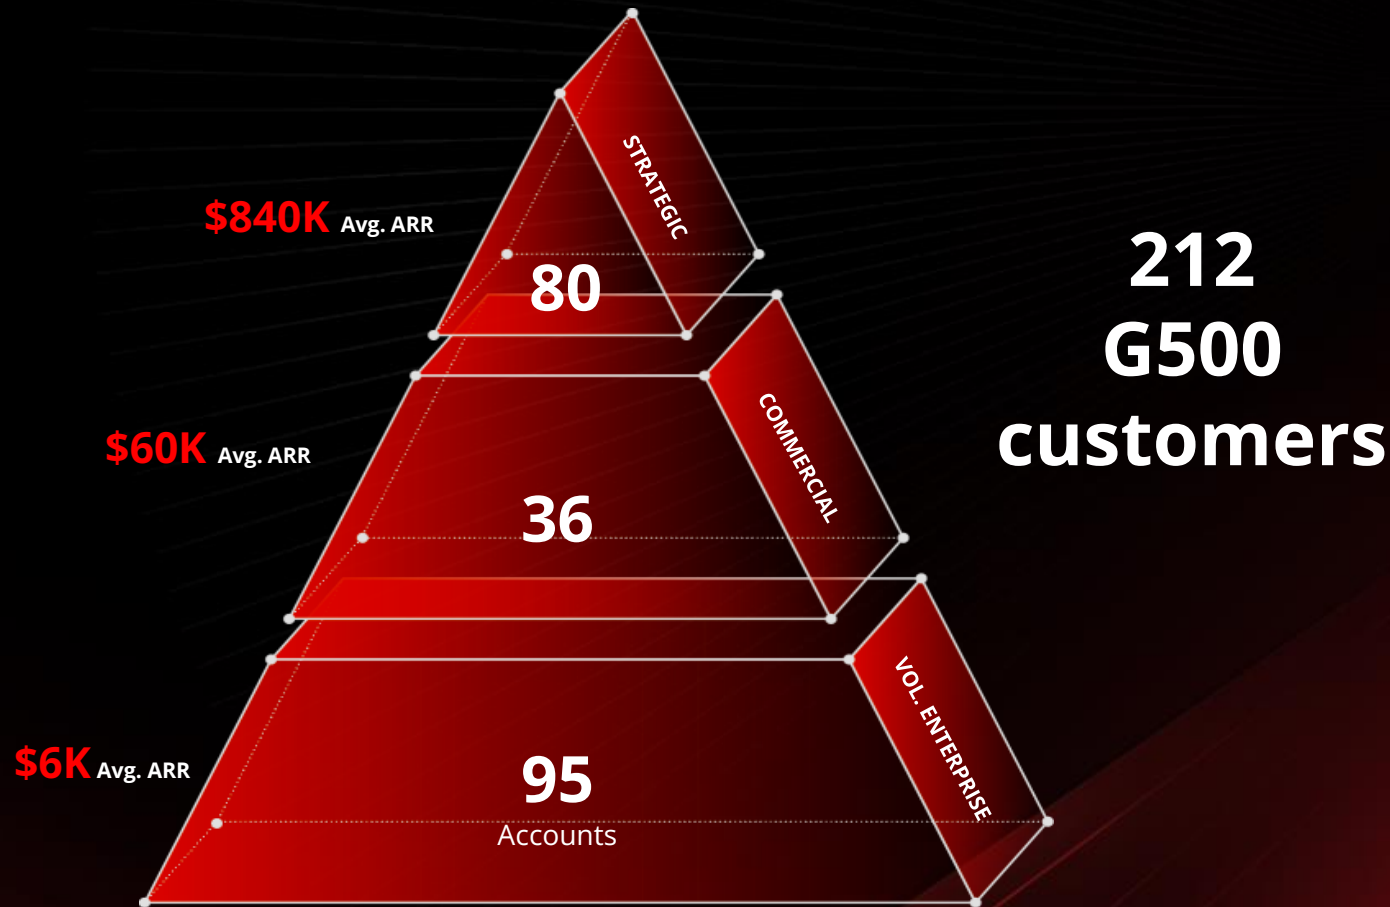 STRATEGIC
$840K Avg. ARR
80
212
G500
customers
COMMERCIAL
$60K Avg. ARR
36
VOL. ENTERPRISE
$6K Avg. ARR
95
Accounts